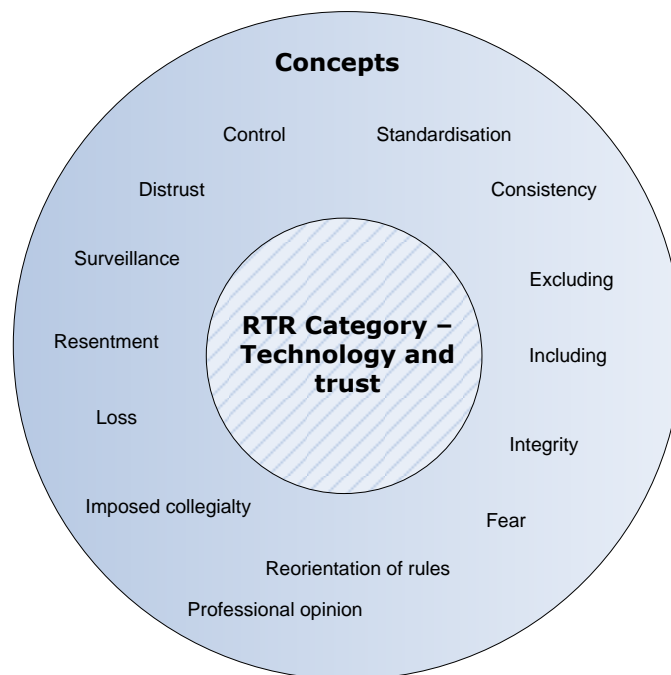 Concepts
Control
Standardisation
Distrust
Consistency
Surveillance
Excluding
RTR Category –
Technology and
trust
Resentment
Including
Loss
Integrity
Imposed collegialty
Fear
Reorientation of rules
Professional opinion